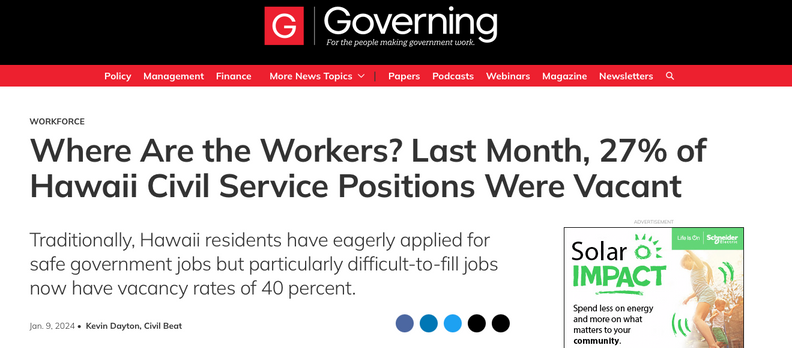 G Governing
For the people making government work.
Policy Management Finance More News Topics | Papers Podcasts Webinars Magazine Newsletters
WORKFORCE
Where Are the Workers? Last Month, 27% of
Hawaii Civil Service Positions Were Vacant
Traditionally, Hawaii residents have eagerly applied for
safe government jobs but particularly difficult-to-fill jobs
now have vacancy rates of 40 percent.
Jan. 9, 2024 • Kevin Dayton, Civil Beat
ADVERTISEMENT
Life Is On | Schneider Electric
Solar
IMPACT
Spend less on energy
and more on what
matters to your
community.